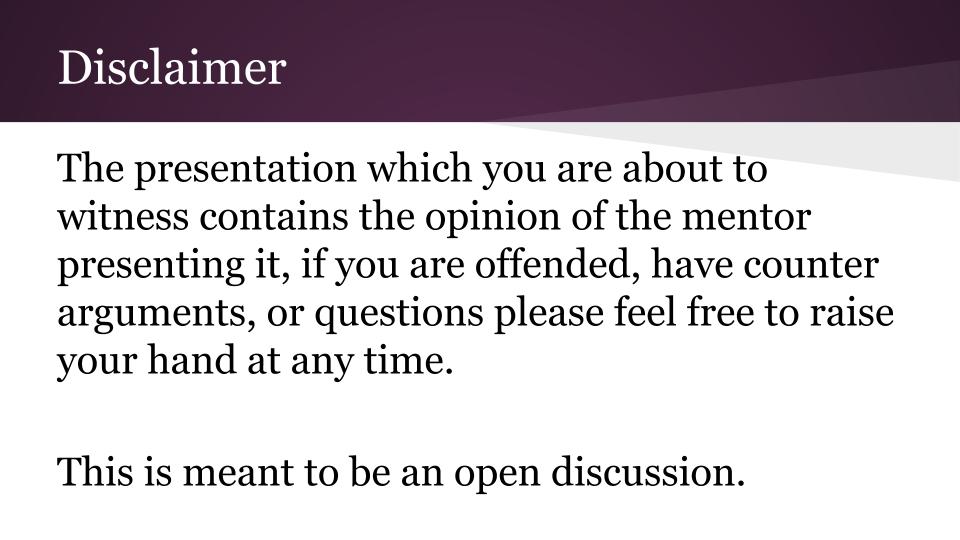 Disclaimer
The presentation which you are about to
witness contains the opinion of the mentor
presenting it, if you are offended, have counter
arguments, or questions please feel free to raise
your hand at any time.
This is meant to be an open discussion.